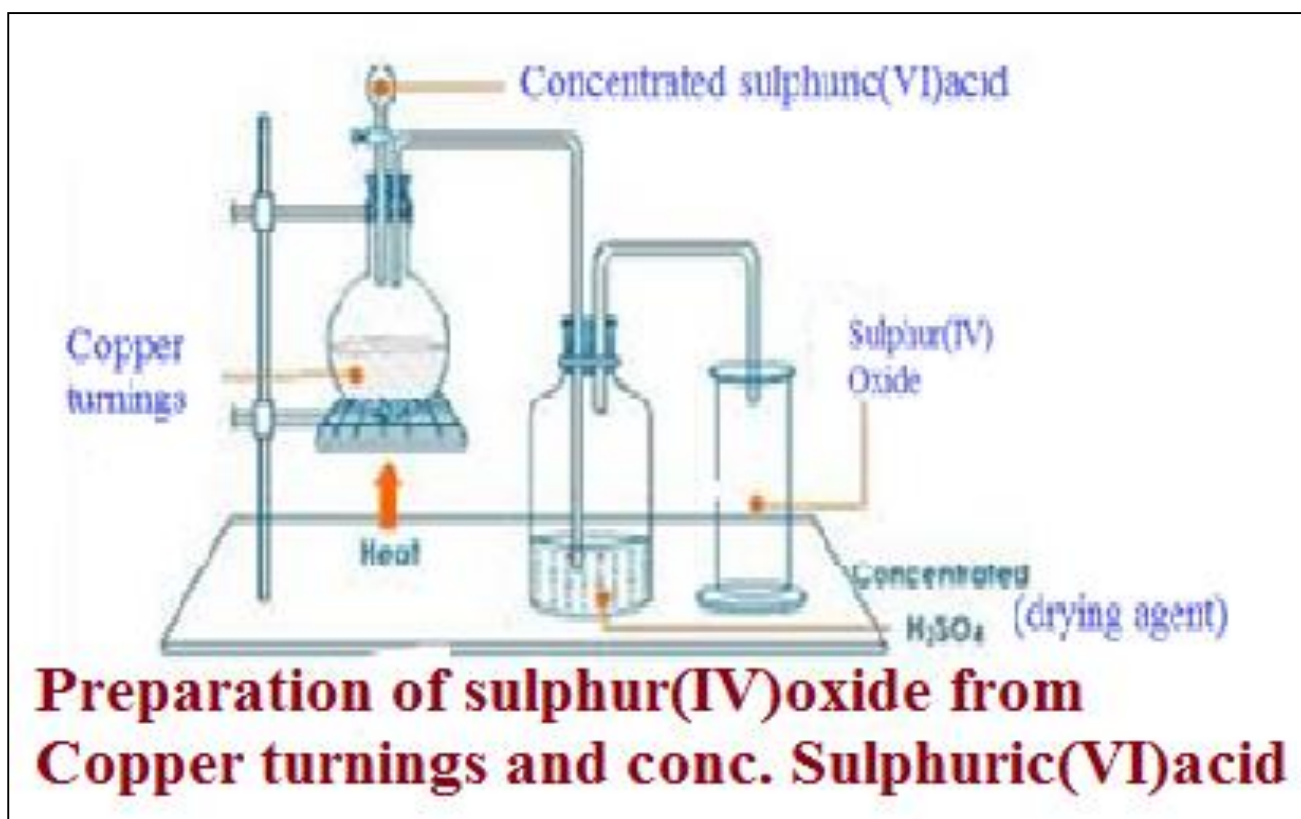 Concentrated sulphuric(VI)acid
Copper
turnings
Sulphur(IV)
Oxide
Heat
Concentrated
H₂SO₄ (drying agent)
Preparation of sulphur(IV)oxide from
Copper turnings and conc. Sulphuric(VI)acid